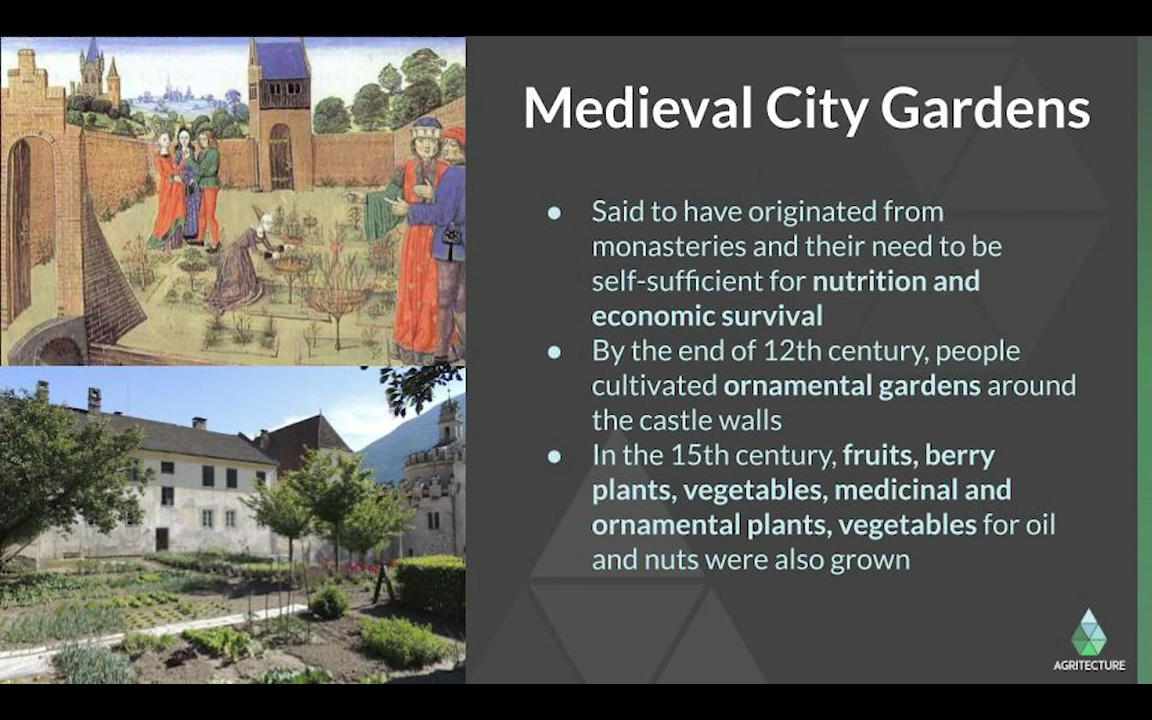 Medieval City Gardens
● Said to have originated from
monasteries and their need to be
self-sufficient for nutrition and
economic survival
● By the end of 12th century, people
cultivated ornamental gardens around
the castle walls
● In the 15th century, fruits, berry
plants, vegetables, medicinal and
ornamental plants, vegetables for oil
and nuts were also grown
AGRITECTURE